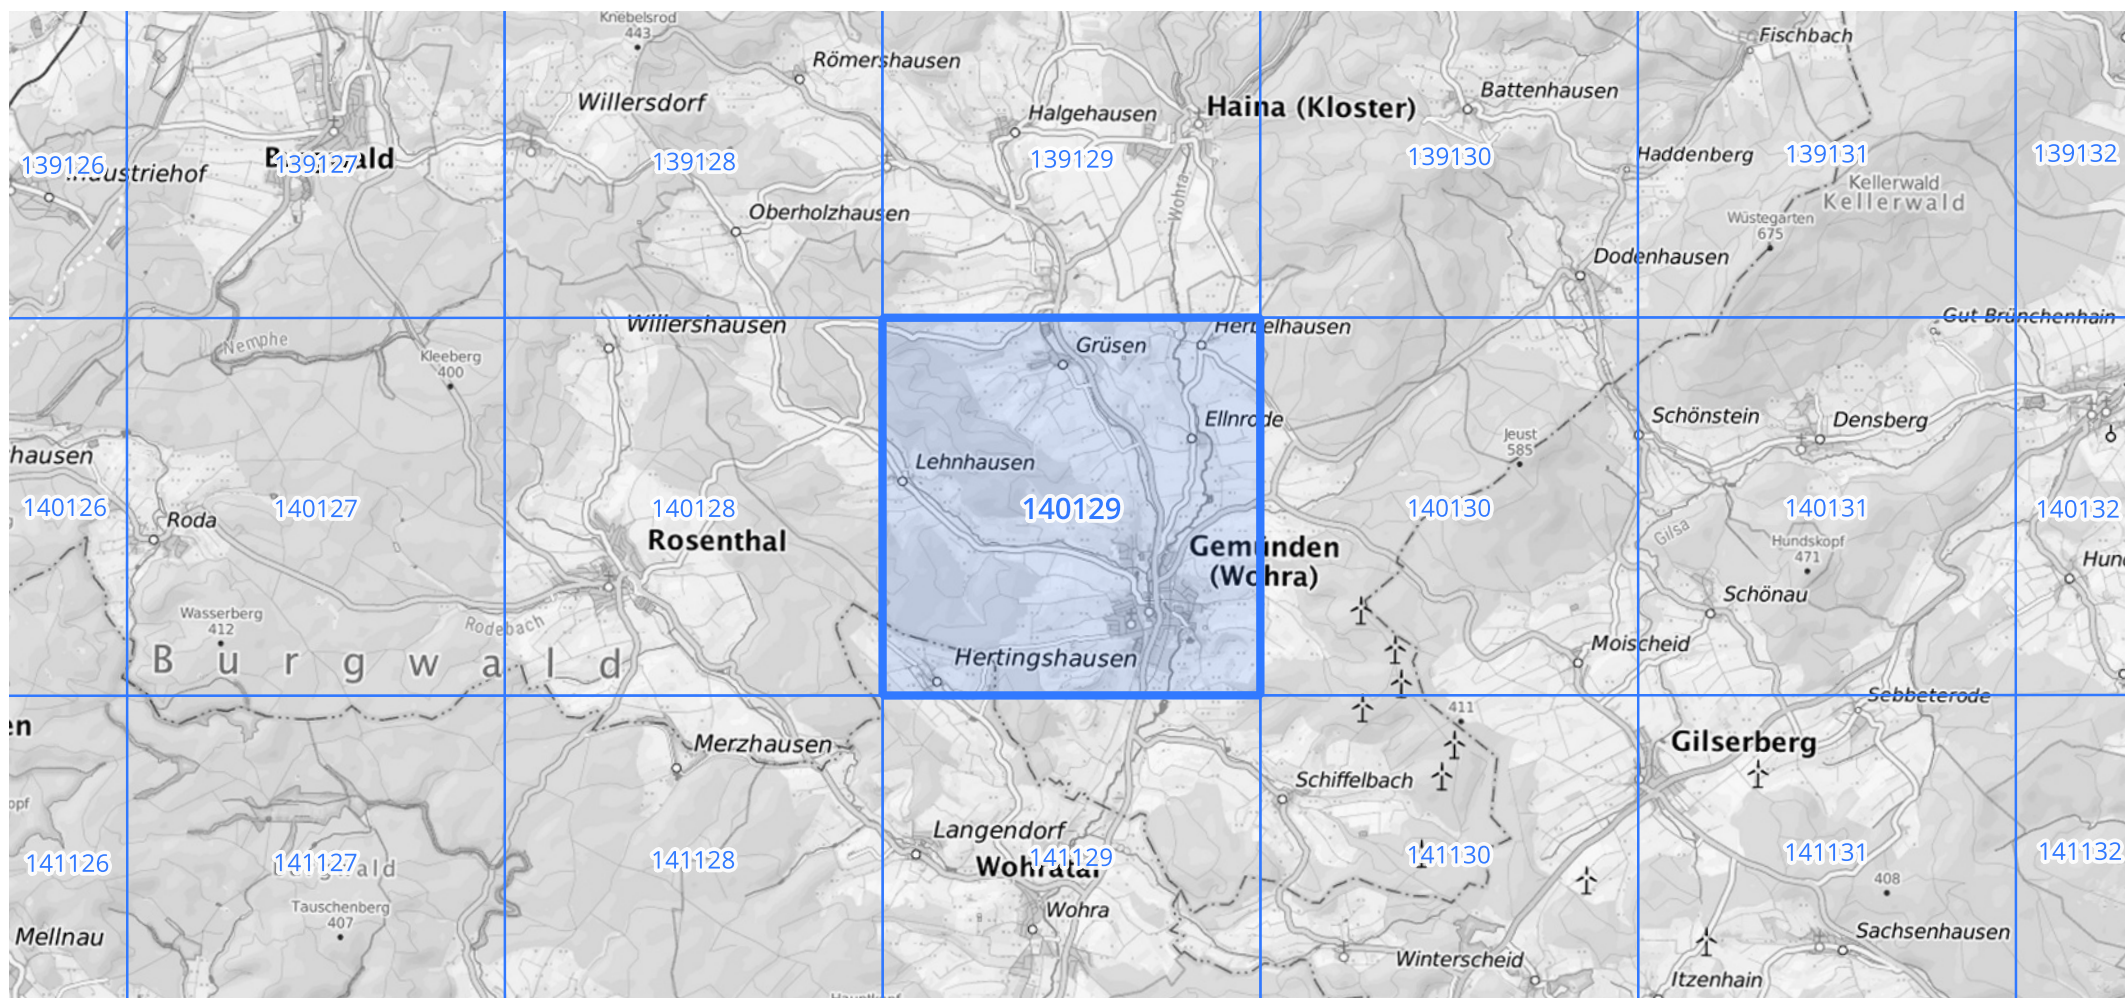 Knebelsrod
443
Fischbach
Römershausen
Battenhausen
Willersdorf
Haina (Kloster)
Halgehausen
139126
139127
139128
139129
139130
Haddenberg
139131
139132
Kellerwald
Kellerwald
Wohra
Oberholzhausen
Wüstegarten
675
Dodenhausen
Gut Brünchenhain
Willershausen
Herbelhausen
Nemphe
Grüsen
Kleeberg
400
Ellnrode
Schönstein
Densberg
Jeust
585
hausen
Lehnhausen
140126
140127
140128
140129
140130
140131
140132
Roda
Gilsa
Rosenthal
Gemünden
(Wohra)
Hundskopf
471
Hun
Schönau
Wasserberg
412
Rodebach
Moischeid
Burgwald
Hertingshausen
Sebbeterode
411
en
Merzhausen
Gilserberg
Schiffelbach
opf
Langendorf
141126
141127
141128
141129
141130
141131
141132
Wohratal
408
Tauschenberg
407
Wohra
Mellnau
Sachsenhausen
Winterscheid
Itzenhain